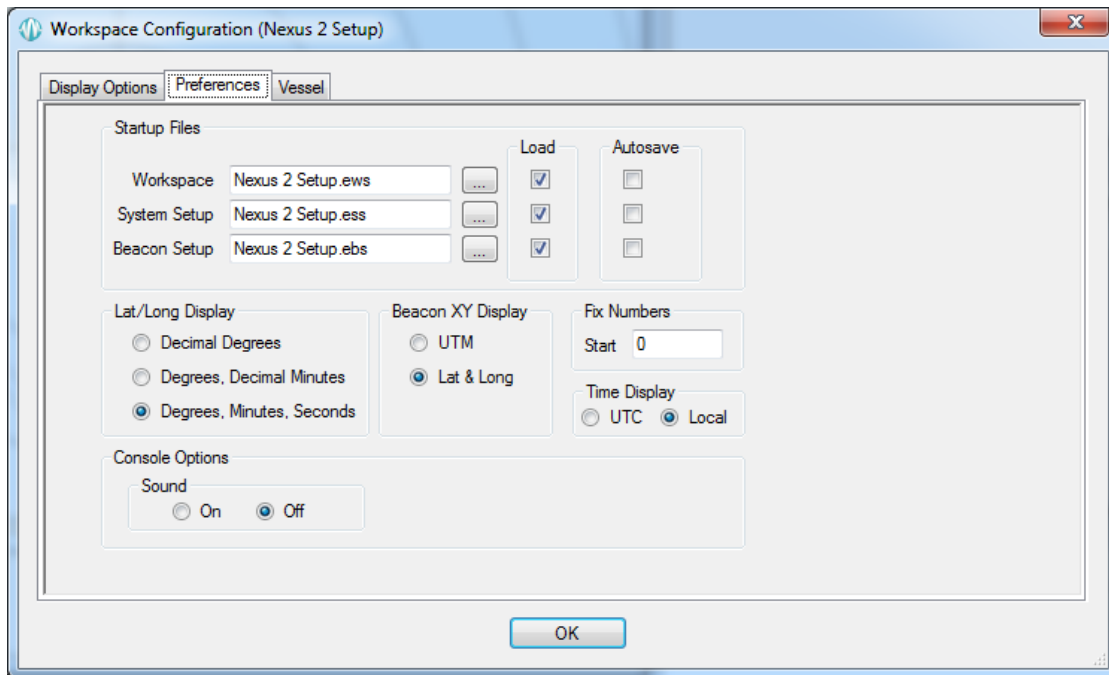 Workspace Configuration (Nexus 2 Setup)
Display Options Preferences Vessel
Startup Files
Load Autosave
Workspace Nexus 2 Setup.ews ...
System Setup Nexus 2 Setup.ess ...
Beacon Setup Nexus 2 Setup.ebs ...
Lat/Long Display
Decimal Degrees
Degrees, Decimal Minutes
Degrees, Minutes, Seconds
Beacon XY Display
UTM
Lat & Long
Fix Numbers
Start 0
Time Display
UTC Local
Console Options
Sound
On Off
OK